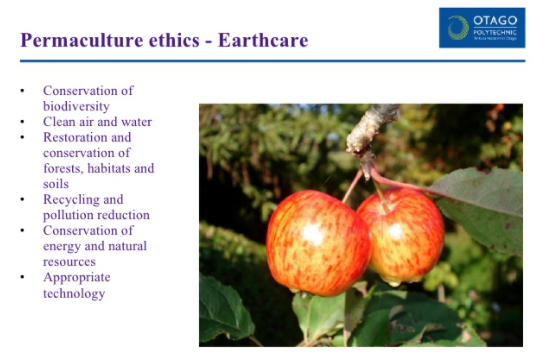 OTAGO
POLYTECHNIC
Permaculture ethics - Earthcare
• Conservation of
biodiversity
• Clean air and water
• Restoration and
conservation of
forests, habitats and
soils
• Recycling and
pollution reduction
• Conservation of
energy and natural
resources
• Appropriate
technology